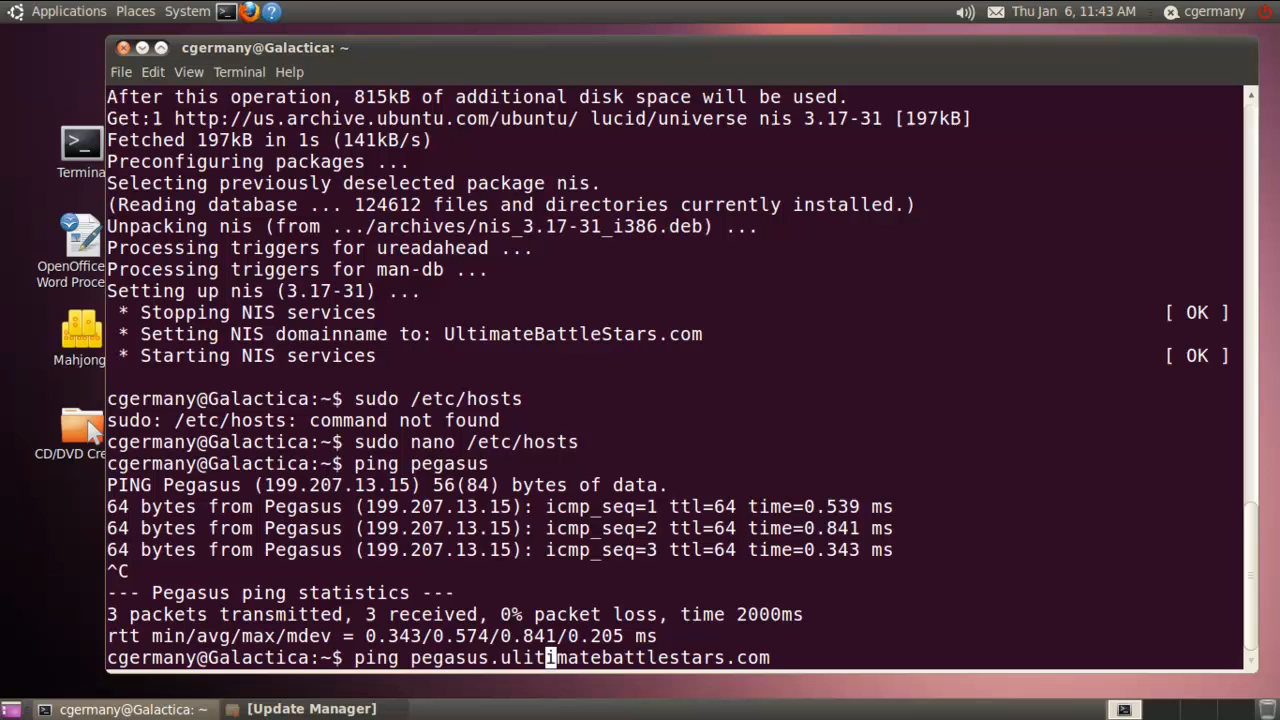 Applications Places System Thu Jan 6, 11:43 AM cgermany
cgermany@Galactica: ~
File Edit View Terminal Help
After this operation, 815kB of additional disk space will be used.
Get:1 http://us.archive.ubuntu.com/ubuntu/ lucid/universe nis 3.17-31 [197kB]
Fetched 197kB in 1s (141kB/s)
Preconfiguring packages ...
Selecting previously deselected package nis.
(Reading database ... 124612 files and directories currently installed.)
Unpacking nis (from .../archives/nis_3.17-31_i386.deb) ...
Processing triggers for ureadahead ...
Processing triggers for man-db ...
Setting up nis (3.17-31) ...
* Stopping NIS services [ OK ]
* Setting NIS domainname to: UltimateBattleStars.com
* Starting NIS services [ OK ]
cgermany@Galactica:~$ sudo /etc/hosts
sudo: /etc/hosts: command not found
cgermany@Galactica:~$ sudo nano /etc/hosts
cgermany@Galactica:~$ ping pegasus
PING Pegasus (199.207.13.15) 56(84) bytes of data.
64 bytes from Pegasus (199.207.13.15): icmp_seq=1 ttl=64 time=0.539 ms
64 bytes from Pegasus (199.207.13.15): icmp_seq=2 ttl=64 time=0.841 ms
64 bytes from Pegasus (199.207.13.15): icmp_seq=3 ttl=64 time=0.343 ms
^C
--- Pegasus ping statistics ---
3 packets transmitted, 3 received, 0% packet loss, time 2000ms
rtt min/avg/max/mdev = 0.343/0.574/0.841/0.205 ms
cgermany@Galactica:~$ ping pegasus.ulitimatebattlestars.com
Termina
OpenOffice
Word Proce
Mahjong
CD/DVD Cre
cgermany@Galactica: ~ [Update Manager]